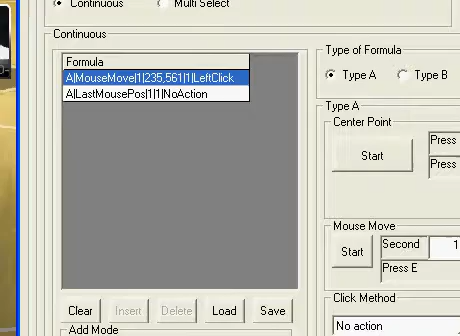 Continuous
Multi Select
Continuous
Formula
A|MouseMove|1|235,561|1|LeftClick
A|LastMousePos|1|1|NoAction
Clear
Insert
Delete
Load
Save
Add Mode
Type of Formula
Type A
Type B
Type A
Center Point
Start
Press
Press
Mouse Move
Start
Second
1
Press E
Click Method
No action